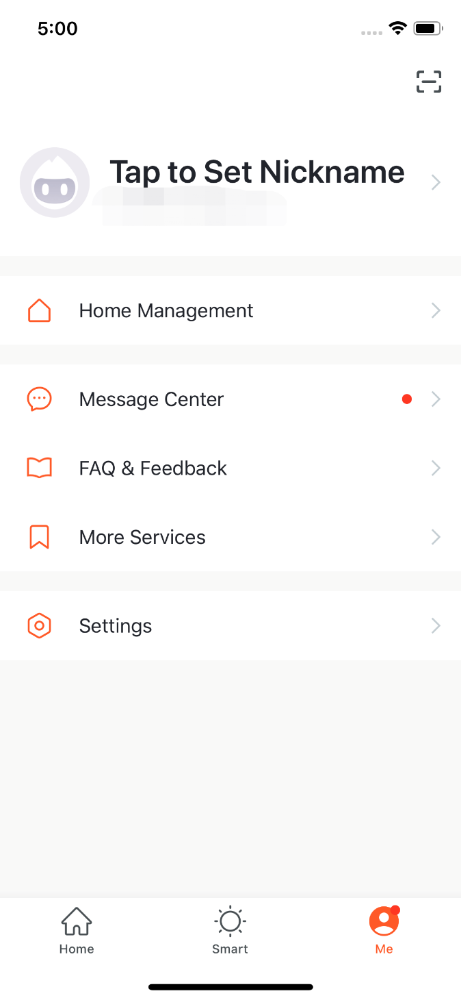 5:00
Tap to Set Nickname
Home Management
Message Center
FAQ & Feedback
More Services
Settings
Home
Smart
Me